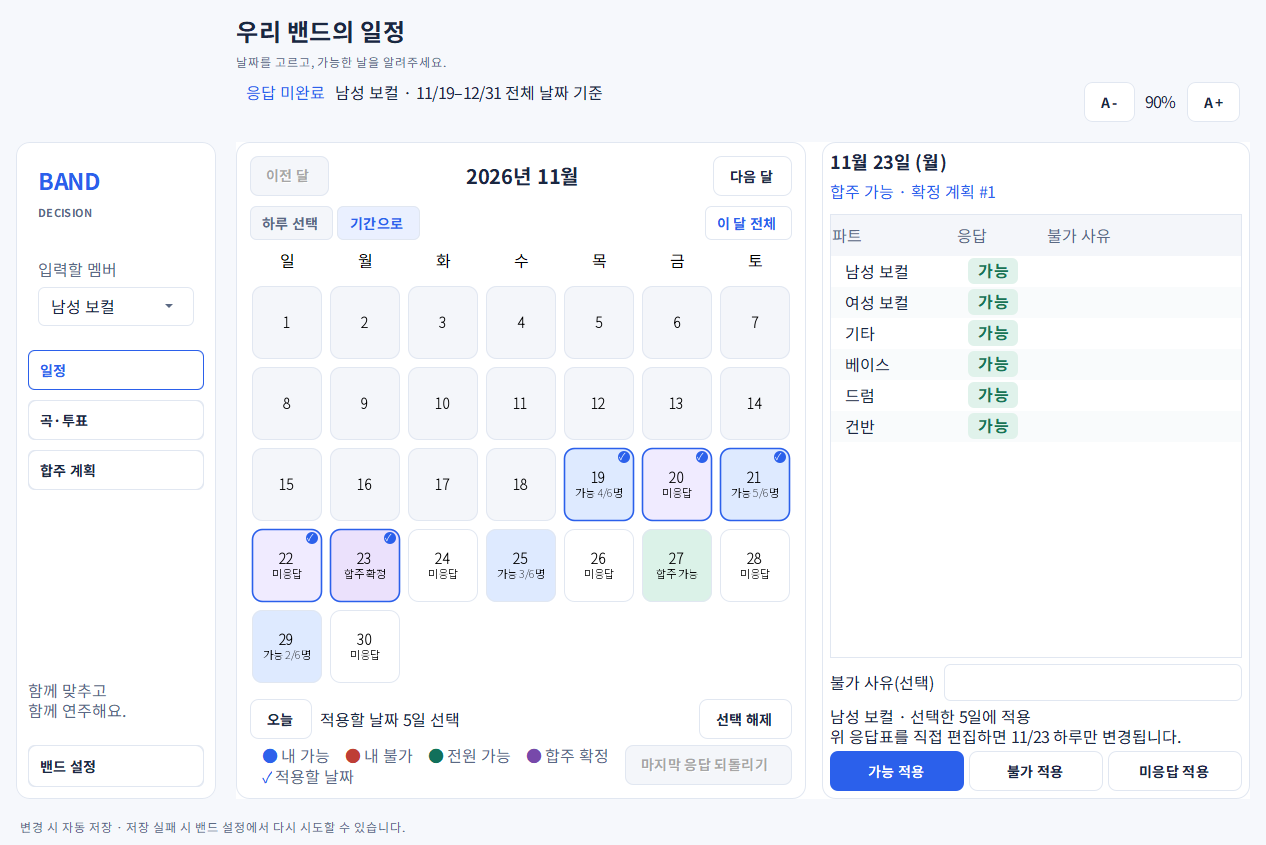 우리 밴드의 일정
날짜를 고르고, 가능한 날을 알려주세요.
응답 미완료 남성 보컬 · 11/19–12/31 전체 날짜 기준
A- 90% A+
BAND
DECISION
입력할 멤버
남성 보컬
일정
곡·투표
합주 계획
함께 맞추고
함께 연주해요.
밴드 설정
이전 달 2026년 11월 다음 달
하루 선택 기간으로 이 달 전체
일 월 화 수 목 금 토
1 2 3 4 5 6 7
8 9 10 11 12 13 14
15 16 17 18 19 20 21
가능 4/6명 미응답 가능 5/6명
22 23 24 25 26 27 28
미응답 합주 확정 미응답 가능 3/6명 미응답 합주 가능 미응답
29 30
가능 2/6명 미응답
오늘 적용할 날짜 5일 선택 선택 해제
내 가능 내 불가 전원 가능 합주 확정
✓ 적용할 날짜
마지막 응답 되돌리기
11월 23일 (월)
합주 가능 · 확정 계획 #1
파트 응답 불가 사유
남성 보컬 가능
여성 보컬 가능
기타 가능
베이스 가능
드럼 가능
건반 가능
불가 사유(선택)
남성 보컬 · 선택한 5일에 적용
위 응답표를 직접 편집하면 11/23 하루만 변경됩니다.
가능 적용 불가 적용 미응답 적용
변경 시 자동 저장 · 저장 실패 시 밴드 설정에서 다시 시도할 수 있습니다.